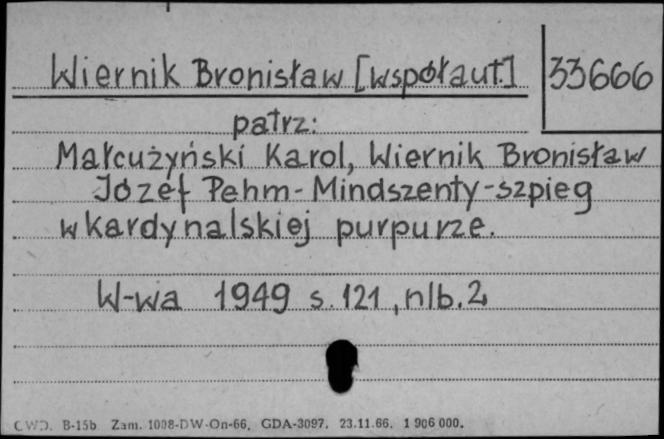 Wiernik Bronisław [współaut.] 33666
patrz:
Małcużyński Karol, Wiernik Bronisław
Józef Pehm-Mindszenty-szpieg
w kardynalskiej purpurze.
W-wa 1949 s. 121, nlb. 2
CWD. B-15b Zam. 1008-DW-On-66, GDA-3097, 23.11.66. 1 906 000.